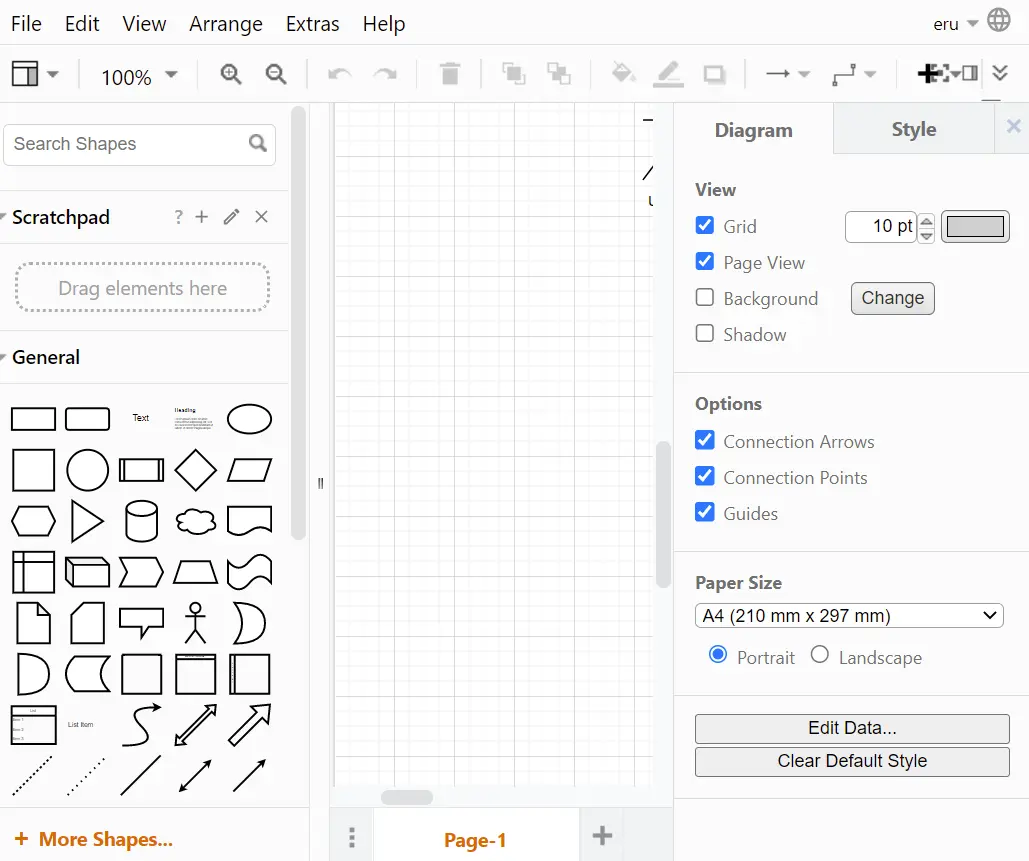 File Edit View Arrange Extras Help
eru
100%
Search Shapes
Scratchpad
?
Drag elements here
General
Text
Heading
List
Item 1
Item 2
Item 3
List Item
+ More Shapes...
Page-1
Diagram Style
View
Grid 10 pt
Page View
Background Change
Shadow
Options
Connection Arrows
Connection Points
Guides
Paper Size
A4 (210 mm x 297 mm)
Portrait Landscape
Edit Data...
Clear Default Style